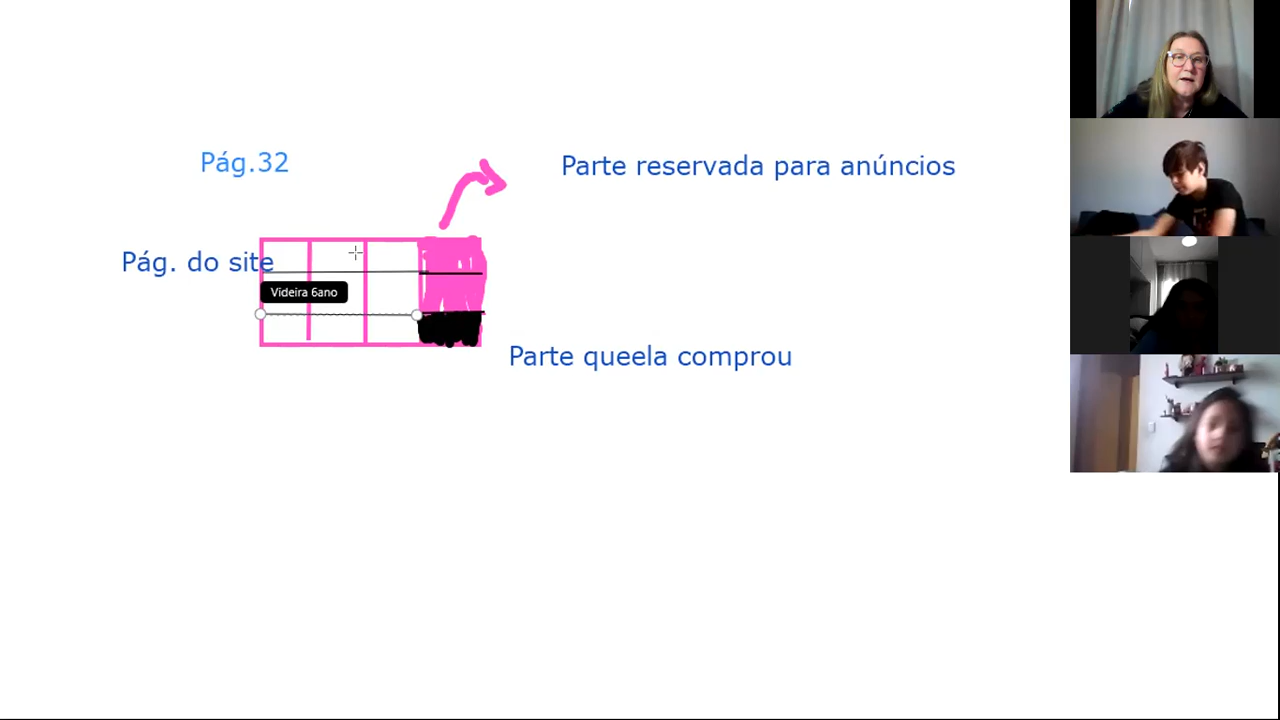 Pág.32
Parte reservada para anúncios
Pág. do site
Videira 6ano
Parte queela comprou